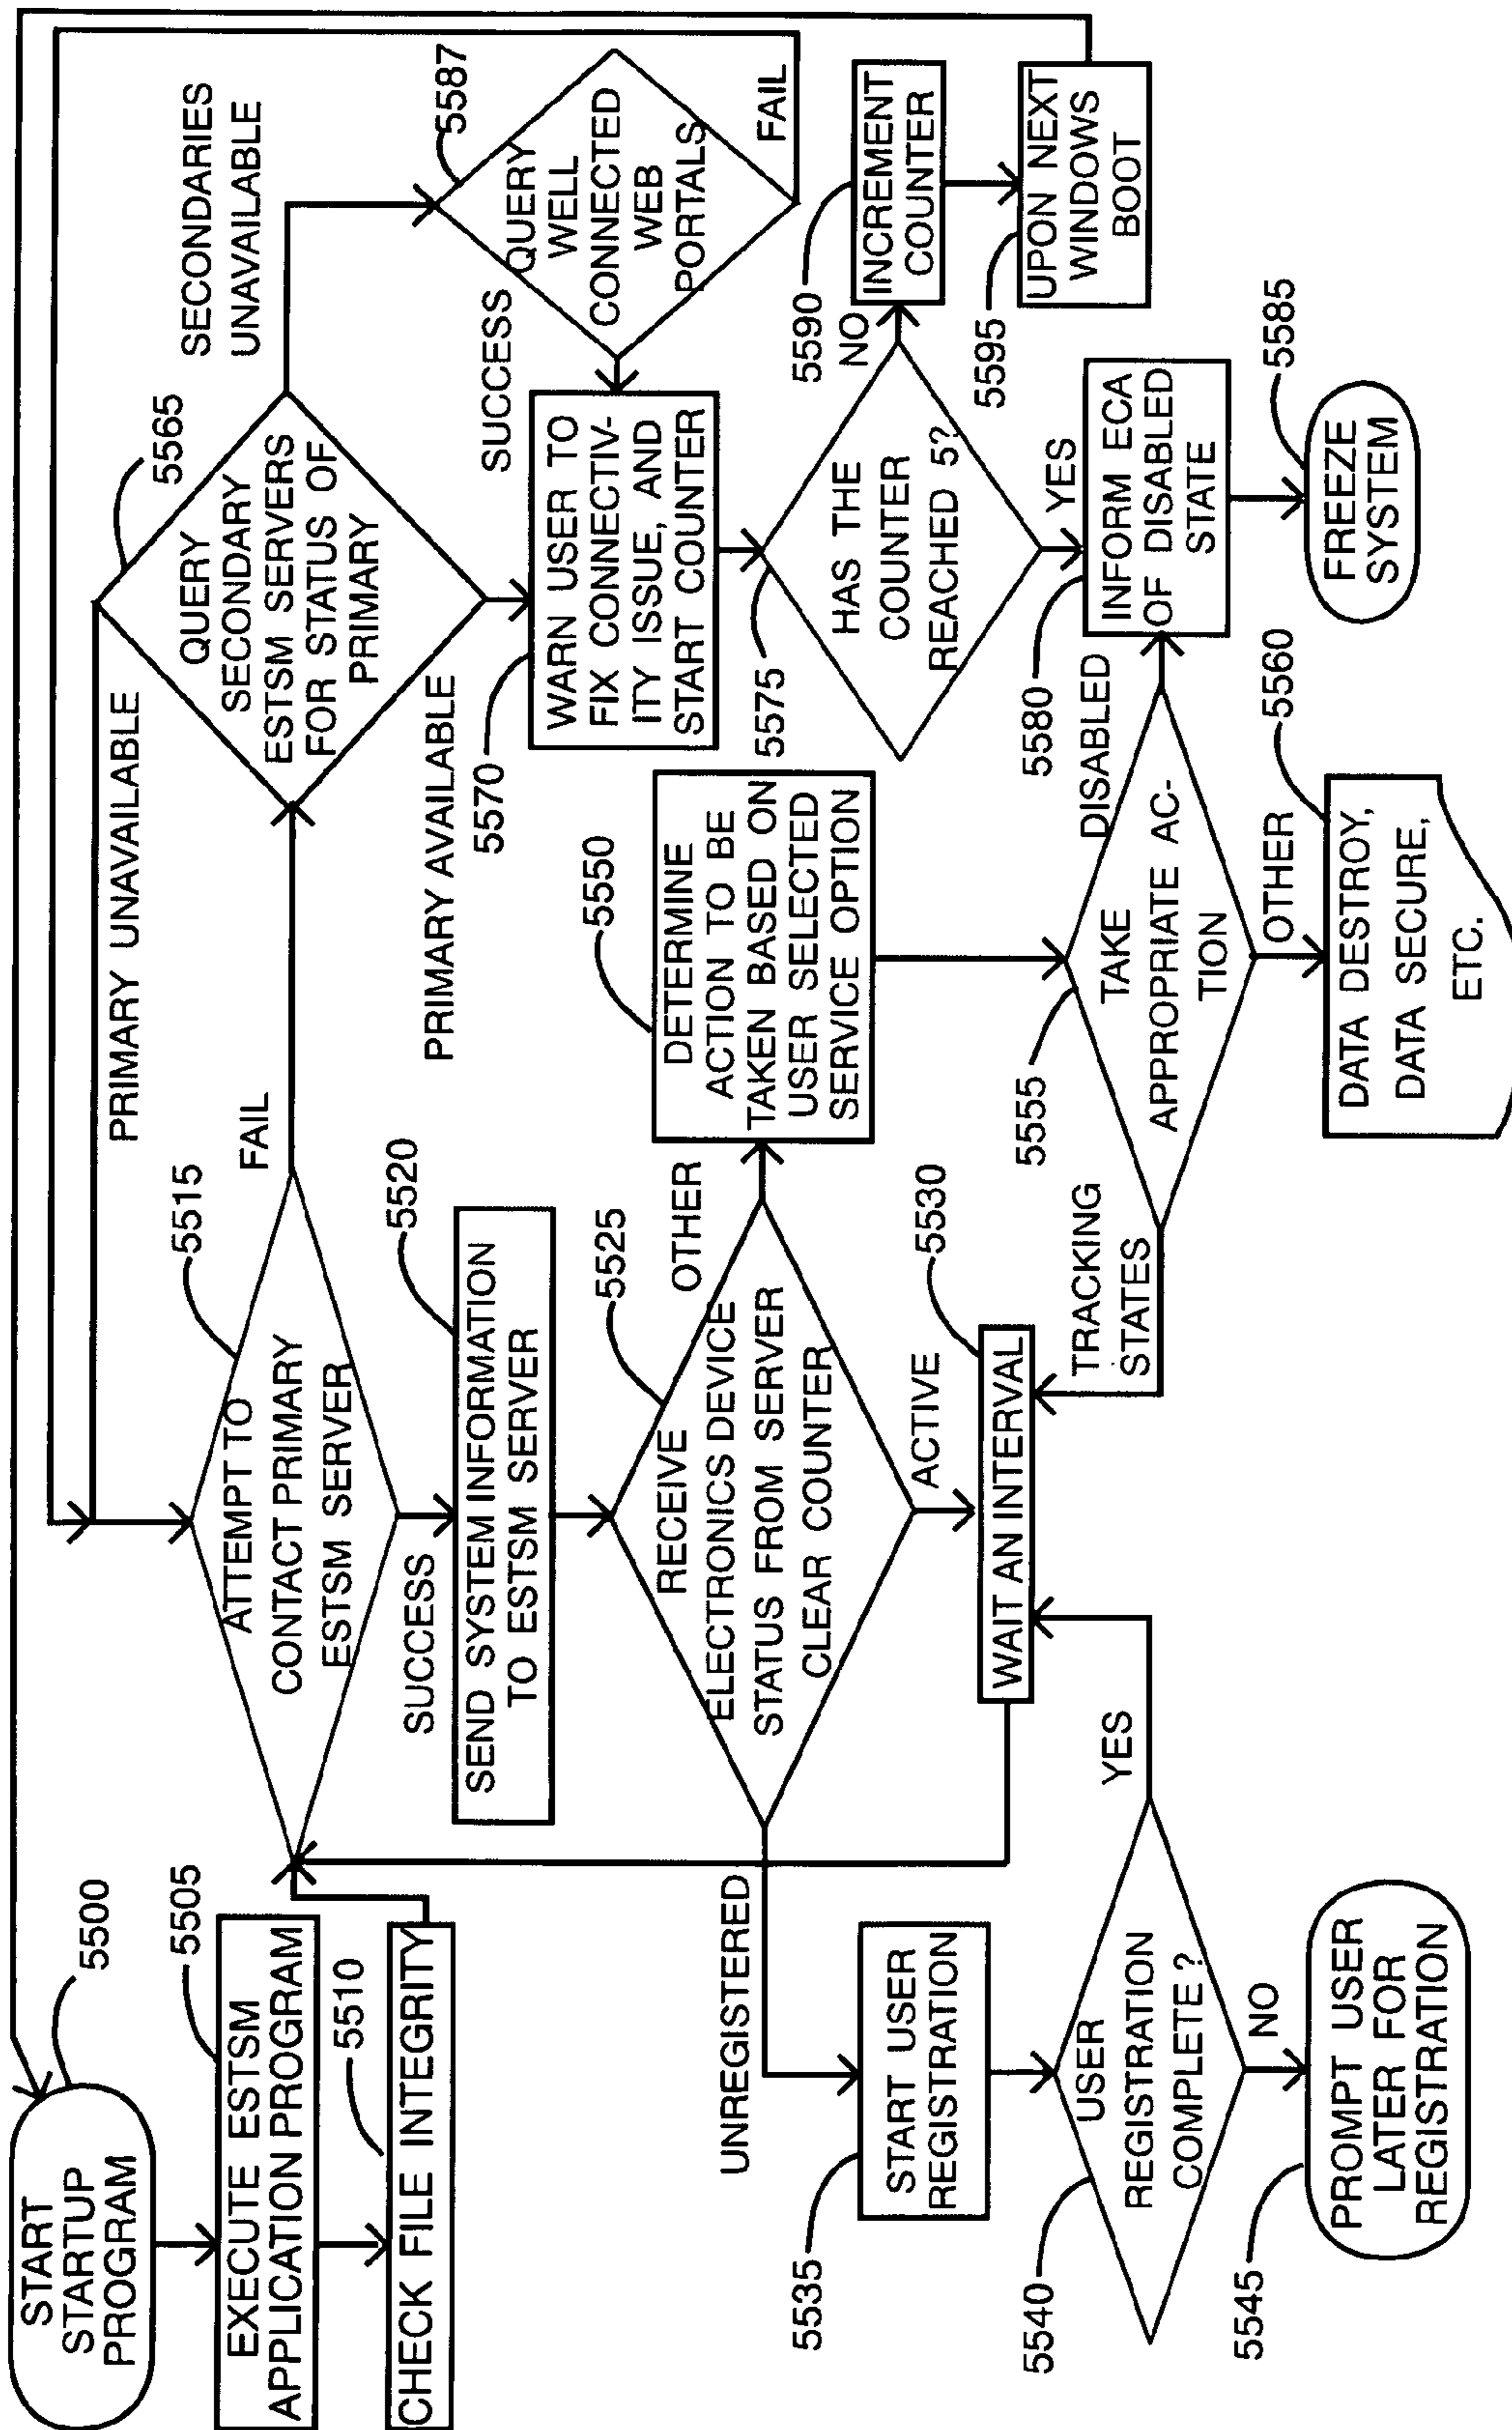 START
STARTUP
PROGRAM
5500
EXECUTE ESTSM
APPLICATION PROGRAM
5505
CHECK FILE INTEGRITY
5510
ATTEMPT TO
CONTACT PRIMARY
ESTSM SERVER
5515
FAIL
SUCCESS
SEND SYSTEM INFORMATION
TO ESTSM SERVER
5520
RECEIVE
ELECTRONICS DEVICE
STATUS FROM SERVER
CLEAR COUNTER
5525
OTHER
ACTIVE
UNREGISTERED
WAIT AN INTERVAL
5530
START USER
REGISTRATION
5535
USER
REGISTRATION
COMPLETE ?
5540
YES
NO
PROMPT USER
LATER FOR
REGISTRATION
5545
DETERMINE
ACTION TO BE
TAKEN BASED ON
USER SELECTED
SERVICE OPTION
5550
TAKE
APPROPRIATE AC-
TION
5555
TRACKING
STATES
DISABLED
OTHER
DATA DESTROY,
DATA SECURE,
ETC.
5560
PRIMARY UNAVAILABLE
QUERY
SECONDARY
ESTSM SERVERS
FOR STATUS OF
PRIMARY
5565
PRIMARY AVAILABLE
SECONDARIES
UNAVAILABLE
WARN USER TO
FIX CONNECTIV-
ITY ISSUE, AND
START COUNTER
5570
HAS THE
COUNTER
REACHED 5?
5575
NO
YES
INFORM ECA
OF DISABLED
STATE
5580
FREEZE
SYSTEM
5585
QUERY
WELL
CONNECTED
WEB
PORTALS
5587
SUCCESS
FAIL
INCREMENT
COUNTER
5590
UPON NEXT
WINDOWS
BOOT
5595